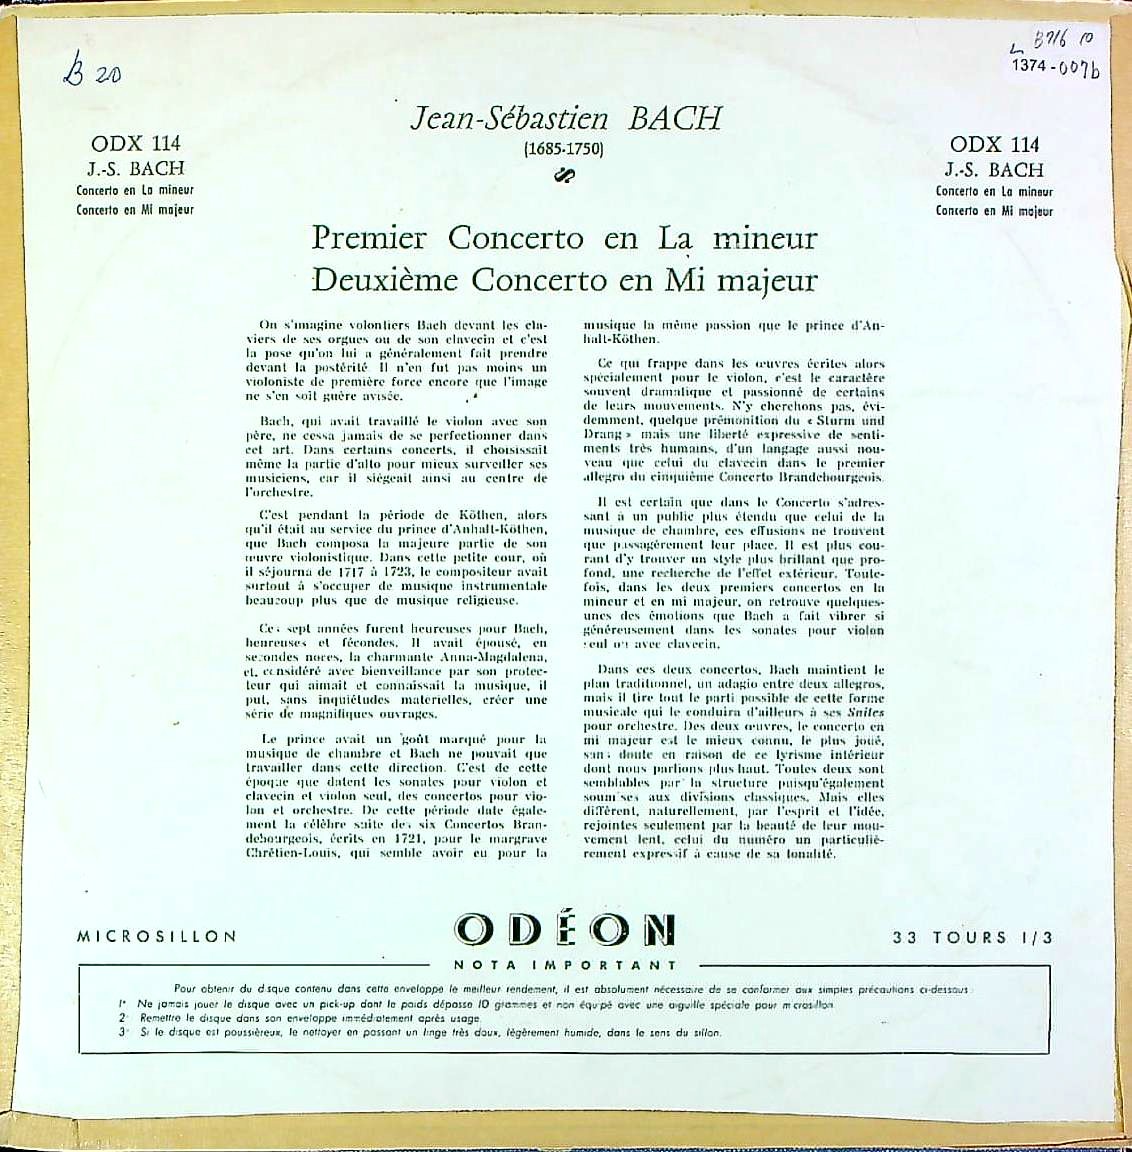 B 20
L B716 10
1374-007b
Jean-Sébastien BACH
(1685-1750)
ODX 114
J.-S. BACH
Concerto en La mineur
Concerto en Mi majeur
ODX 114
J.-S. BACH
Concerto en La mineur
Concerto en Mi majeur
Premier Concerto en La mineur
Deuxième Concerto en Mi majeur
On s'imagine volontiers Bach devant les cla-
viers de ses orgues ou de son clavecin et c'est
la pose qu'on lui a généralement fait prendre
devant la postérité. Il n'en fut pas moins un
violoniste de première force encore que l'image
ne s'en soit guère avisée.
Bach, qui avait travaillé le violon avec son
père, ne cessa jamais de se perfectionner dans
cet art. Dans certains concerts, il choisissait
même la partie d'alto pour mieux surveiller ses
musiciens, car il siégeait ainsi au centre de
l'orchestre.
C'est pendant la période de Köthen, alors
qu'il était au service du prince d'Anhalt-Köthen,
que Bach composa la majeure partie de son
œuvre violonistique. Dans cette petite cour, où
il séjourna de 1717 à 1723, le compositeur avait
surtout à s'occuper de musique instrumentale
beaucoup plus que de musique religieuse.
Ces sept années furent heureuses pour Bach,
heureuses et fécondes. Il avait épousé, en
secondes noces, la charmante Anna-Magdalena,
et, considéré avec bienveillance par son protec-
teur qui aimait et connaissait la musique, il
put, sans inquiétudes matérielles, créer une
série de magnifiques ouvrages.
Le prince avait un goût marqué pour la
musique de chambre et Bach ne pouvait que
travailler dans cette direction. C'est de cette
époque que datent les sonates pour violon et
clavecin et violon seul, des concertos pour vio-
lon et orchestre. De cette période date égale-
ment la célèbre suite des six Concertos Bran-
debourgeois, écrits en 1721, pour le margrave
Chrétien-Louis, qui semble avoir eu pour la
musique la même passion que le prince d'An-
halt-Köthen.
Ce qui frappe dans les œuvres écrites alors
spécialement pour le violon, c'est le caractère
souvent dramatique et passionné de certains
de leurs mouvements. N'y cherchons pas, évi-
demment, quelque prémonition du « Sturm und
Drang » mais une liberté expressive de senti-
ments très humains, d'un langage aussi nou-
veau que celui du clavecin dans le premier
allegro du cinquième Concerto Brandebourgeois.
Il est certain que dans le Concerto s'adres-
sant à un public plus étendu que celui de la
musique de chambre, ces effusions ne trouvent
que passagèrement leur place. Il est plus cou-
rant d'y trouver un style plus brillant que pro-
fond, une recherche de l'effet extérieur. Toute-
fois, dans les deux premiers concertos en la
mineur et en mi majeur, on retrouve quelques-
unes des émotions que Bach a fait vibrer si
généreusement dans les sonates pour violon
seul ou avec clavecin.
Dans ces deux concertos, Bach maintient le
plan traditionnel, un adagio entre deux allegros,
mais il tire tout le parti possible de cette forme
musicale qui le conduira d'ailleurs à ses Suites
pour orchestre. Des deux œuvres, le concerto en
mi majeur est le mieux connu, le plus joué,
sans doute en raison de ce lyrisme intérieur
dont nous parlions plus haut. Toutes deux sont
semblables par la structure puisqu'également
soumises aux divisions classiques. Mais elles
diffèrent, naturellement, par l'esprit et l'idée,
rejointes seulement par la beauté de leur mou-
vement lent, celui du numéro un particuliè-
rement expressif à cause de sa tonalité.
MICROSILLON
ODÉON
33 TOURS 1/3
NOTA IMPORTANT
Pour obtenir du disque contenu dans cette enveloppe le meilleur rendement, il est absolument nécessaire de se conformer aux simples précautions ci-dessous :
1° Ne jamais jouer le disque avec un pick-up dont le poids dépasse 10 grammes et non équipé avec une aiguille spéciale pour microsillon.
2° Remettre le disque dans son enveloppe immédiatement après usage.
3° Si le disque est poussiéreux, le nettoyer en passant un linge très doux, légèrement humide, dans le sens du sillon.